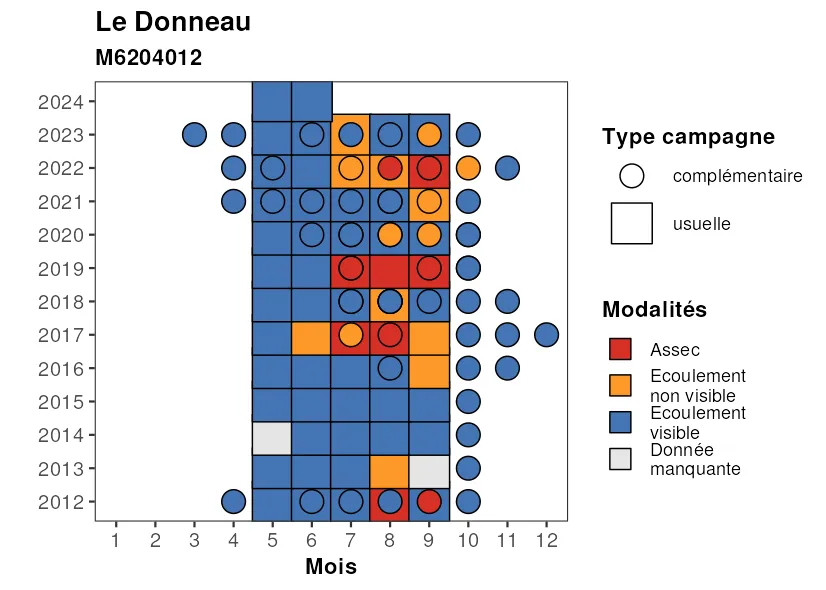 Le Donneau
M6204012
2024
2023
2022
2021
2020
2019
2018
2017
2016
2015
2014
2013
2012
1 2 3 4 5 6 7 8 9 10 11 12
Mois
Type campagne
complémentaire
usuelle
Modalités
Assec
Ecoulement
non visible
Ecoulement
visible
Donnée
manquante